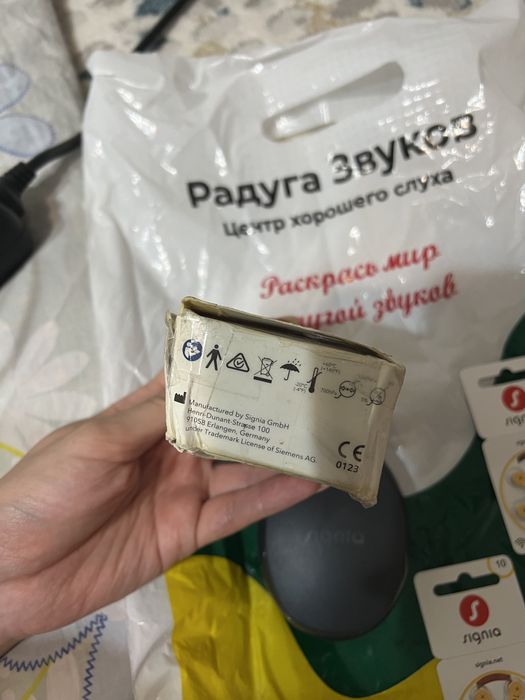 Радуга Звуков
Центр хорошего слуха
Раскрась мир
звуков
Manufactured by Signia GmbH
Henri-Dunant-Strasse 100
91058 Erlangen, Germany
under Trademark License of Siemens AG
CE
0123
signia
10
signia
signia.net